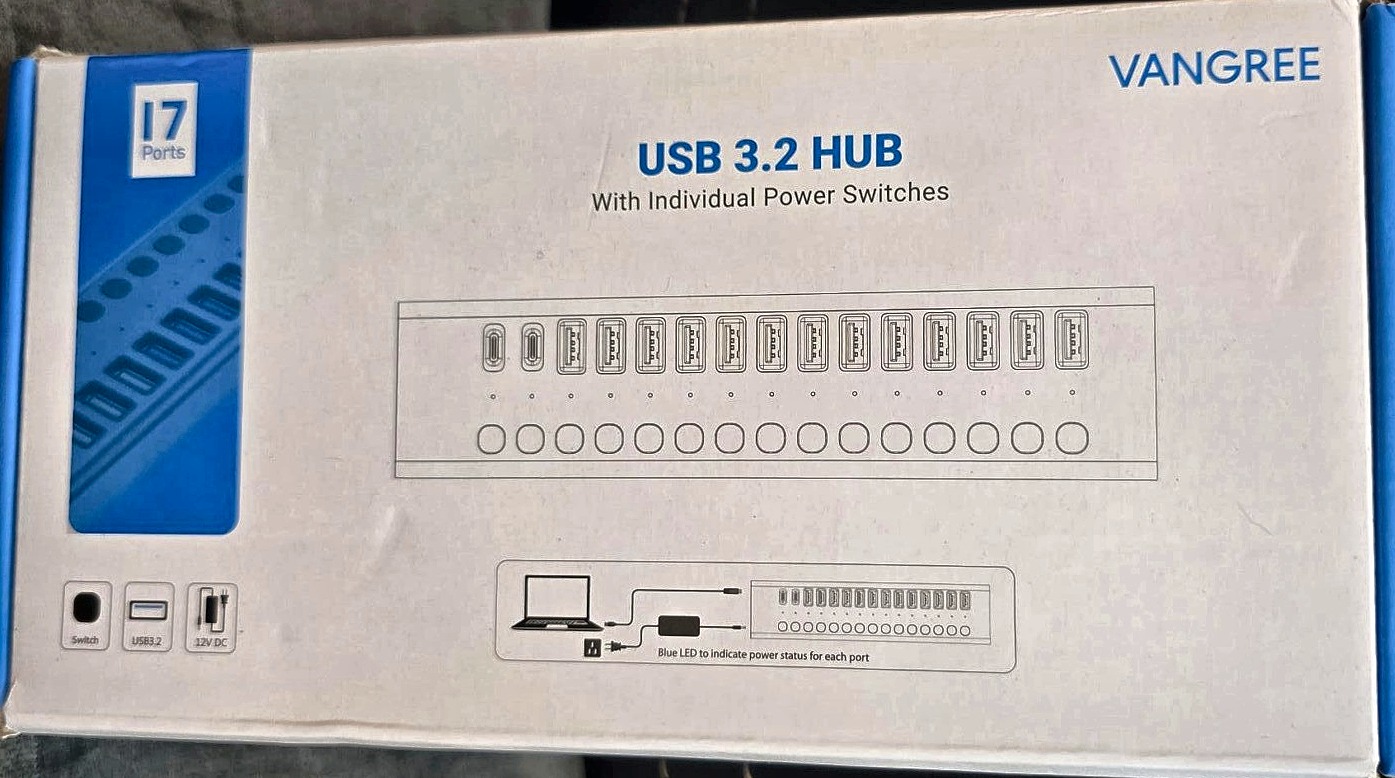 17
Ports
VANGREE
USB 3.2 HUB
With Individual Power Switches
Switch
USB3.2
12V DC
Blue LED to indicate power status for each port